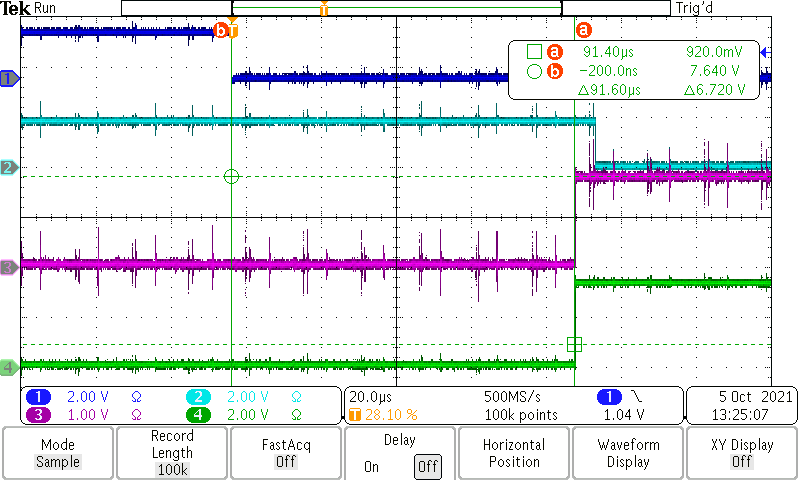 Tek Run Trig'd
b T a
a 91.40µs 920.0mV
b −200.0ns 7.640 V
△91.60µs △6.720 V
1
2
3
4
1 2.00 V Ω 2 2.00 V Ω
3 1.00 V Ω 4 2.00 V Ω
20.0µs 500MS/s
T 28.10 % 100k points
1 1.04 V
5 Oct 2021
13:25:07
Mode
Sample
Record
Length
100k
FastAcq
Off
Delay
On Off
Horizontal
Position
Waveform
Display
XY Display
Off